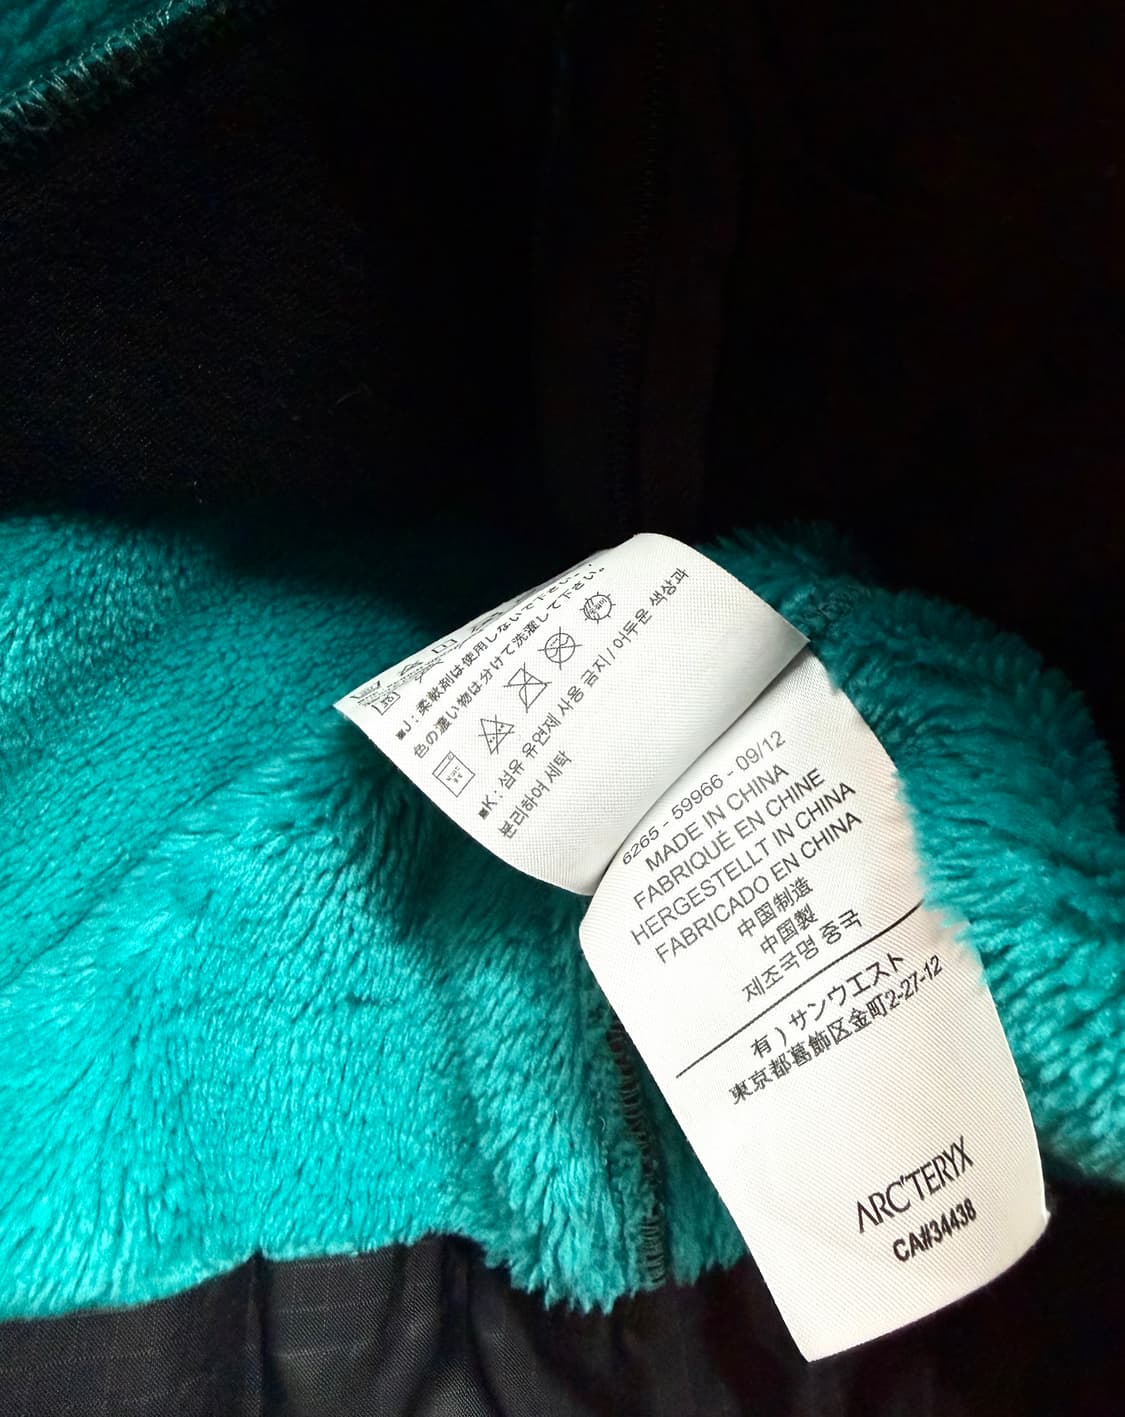 ■J：柔軟剤は使用しないで下さい。
色の濃い物は分けて洗濯して下さい。
■K：섬유 유연제 사용 금지 / 어두운 색상과
분리하여 세탁
6265 - 59966 - 09/12
MADE IN CHINA
FABRIQUÉ EN CHINE
HERGESTELLT IN CHINA
FABRICADO EN CHINA
中国制造
中国製
제조국명 중국
有）サンウエスト
東京都葛飾区金町2-27-12
ARC'TERYX
CA#34438